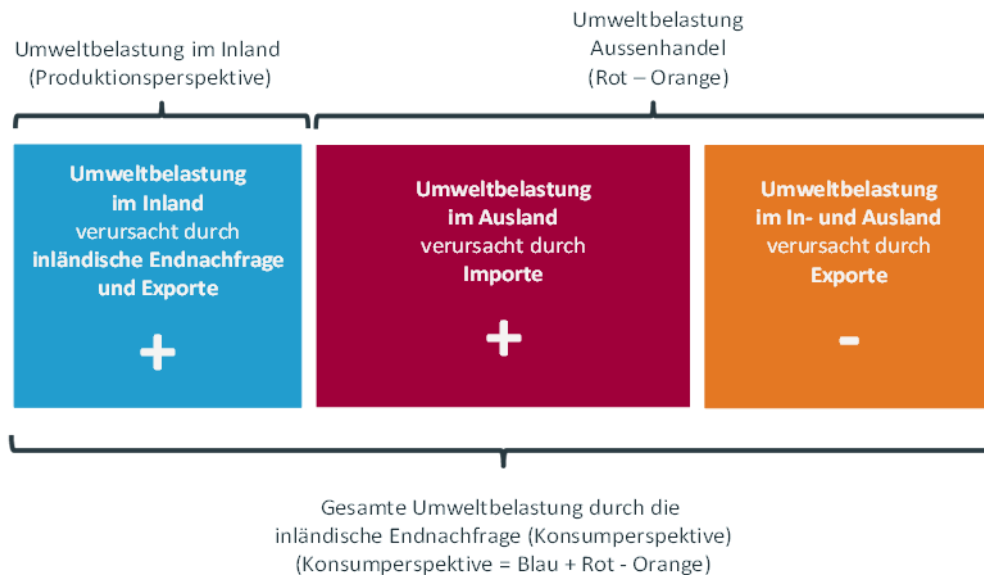 Umweltbelastung im Inland
(Produktionsperspektive)
Umweltbelastung
Aussenhandel
(Rot – Orange)
Umweltbelastung
im Inland
verursacht durch
inländische Endnachfrage
und Exporte
+
Umweltbelastung
im Ausland
verursacht durch
Importe
+
Umweltbelastung
im In- und Ausland
verursacht durch
Exporte
-
Gesamte Umweltbelastung durch die
inländische Endnachfrage (Konsumperspektive)
(Konsumperspektive = Blau + Rot - Orange)